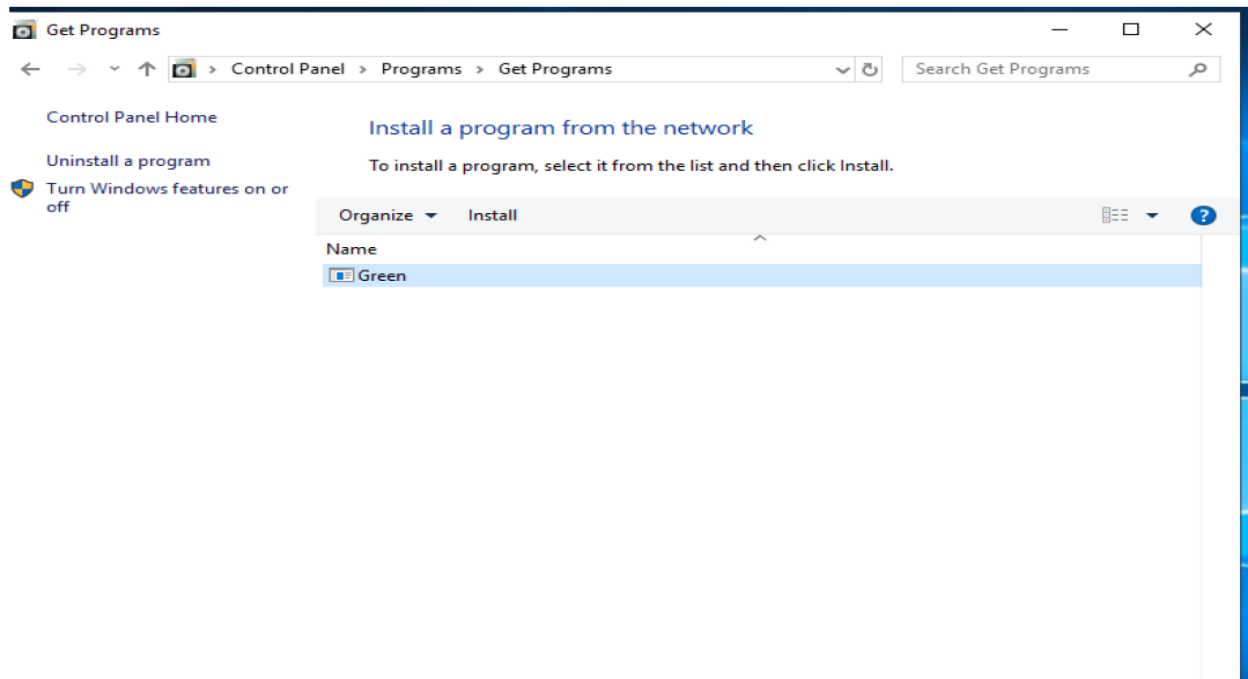 Get Programs
Control Panel > Programs > Get Programs
Search Get Programs
Control Panel Home
Uninstall a program
Turn Windows features on or
off
Install a program from the network
To install a program, select it from the list and then click Install.
Organize
Install
?
Name
Green